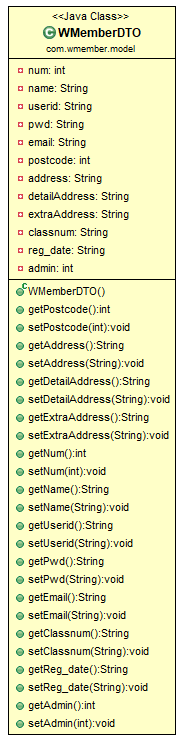 <<Java Class>>
WMemberDTO
com.wmember.model
num: int
name: String
userid: String
pwd: String
email: String
postcode: int
address: String
detailAddress: String
extraAddress: String
classnum: String
reg_date: String
admin: int
WMemberDTO()
getPostcode():int
setPostcode(int):void
getAddress():String
setAddress(String):void
getDetailAddress():String
setDetailAddress(String):void
getExtraAddress():String
setExtraAddress(String):void
getNum():int
setNum(int):void
getName():String
setName(String):void
getUserid():String
setUserid(String):void
getPwd():String
setPwd(String):void
getEmail():String
setEmail(String):void
getClassnum():String
setClassnum(String):void
getReg_date():String
setReg_date(String):void
getAdmin():int
setAdmin(int):void